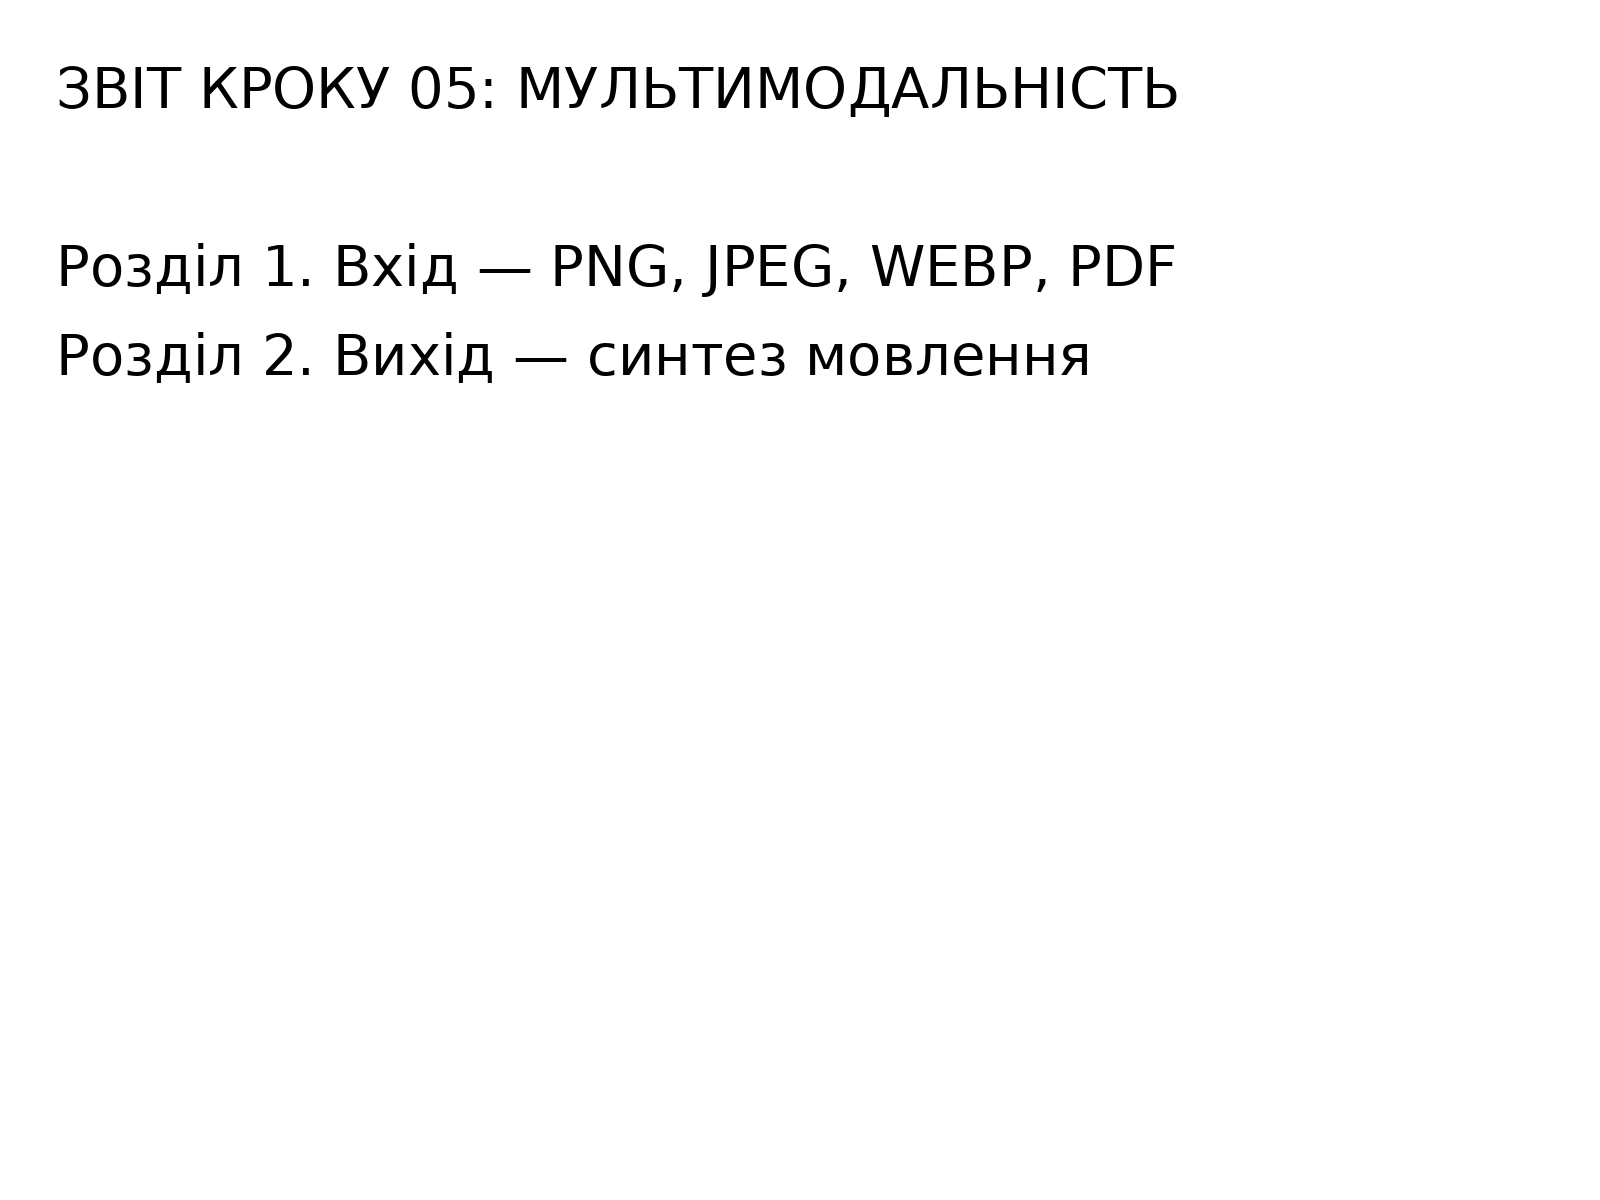 ЗВІТ КРОКУ 05: МУЛЬТИМОДАЛЬНІСТЬ
Розділ 1. Вхід — PNG, JPEG, WEBP, PDF
Розділ 2. Вихід — синтез мовлення